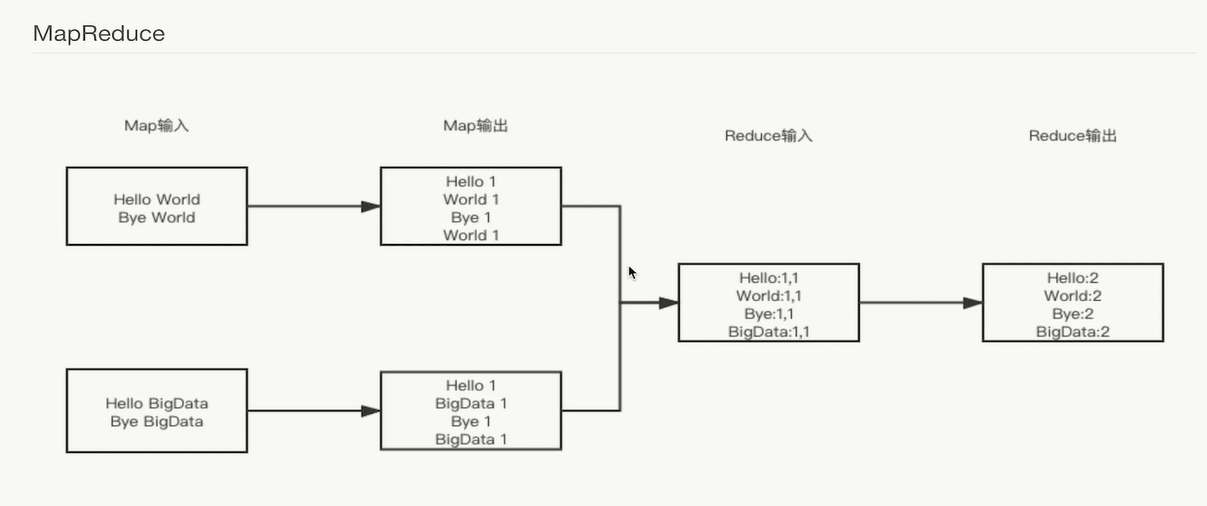 MapReduce
Map输入
Map输出
Reduce输入
Reduce输出
Hello World
Bye World
Hello 1
World 1
Bye 1
World 1
Hello:1,1
World:1,1
Bye:1,1
BigData:1,1
Hello:2
World:2
Bye:2
BigData:2
Hello BigData
Bye BigData
Hello 1
BigData 1
Bye 1
BigData 1